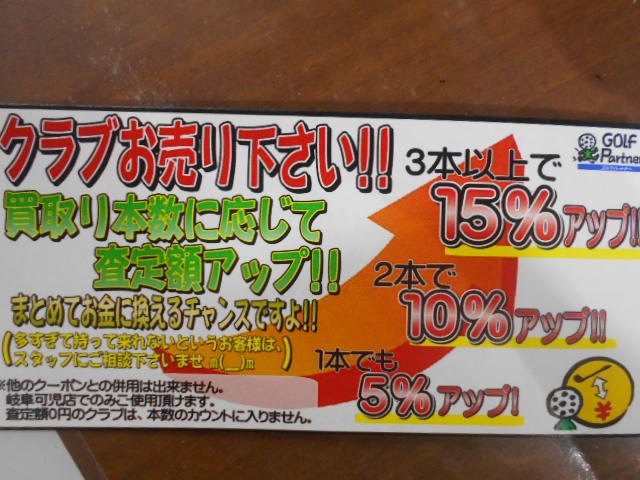 クラブお売り下さい!!
買取り本数に応じて
査定額アップ!!
まとめてお金に換えるチャンスですよ!!
(多すぎて持って来れないというお客様は、
スタッフにご相談下さいませ m(__)m)
※他のクーポンとの併用は出来ません。
岐阜可児店でのみご使用頂けます。
査定額0円のクラブは、本数のカウントに入りません。
GOLF
Partner
3本以上で
15%アップ!!
2本で
10%アップ!!
1本でも
5%アップ!
¥